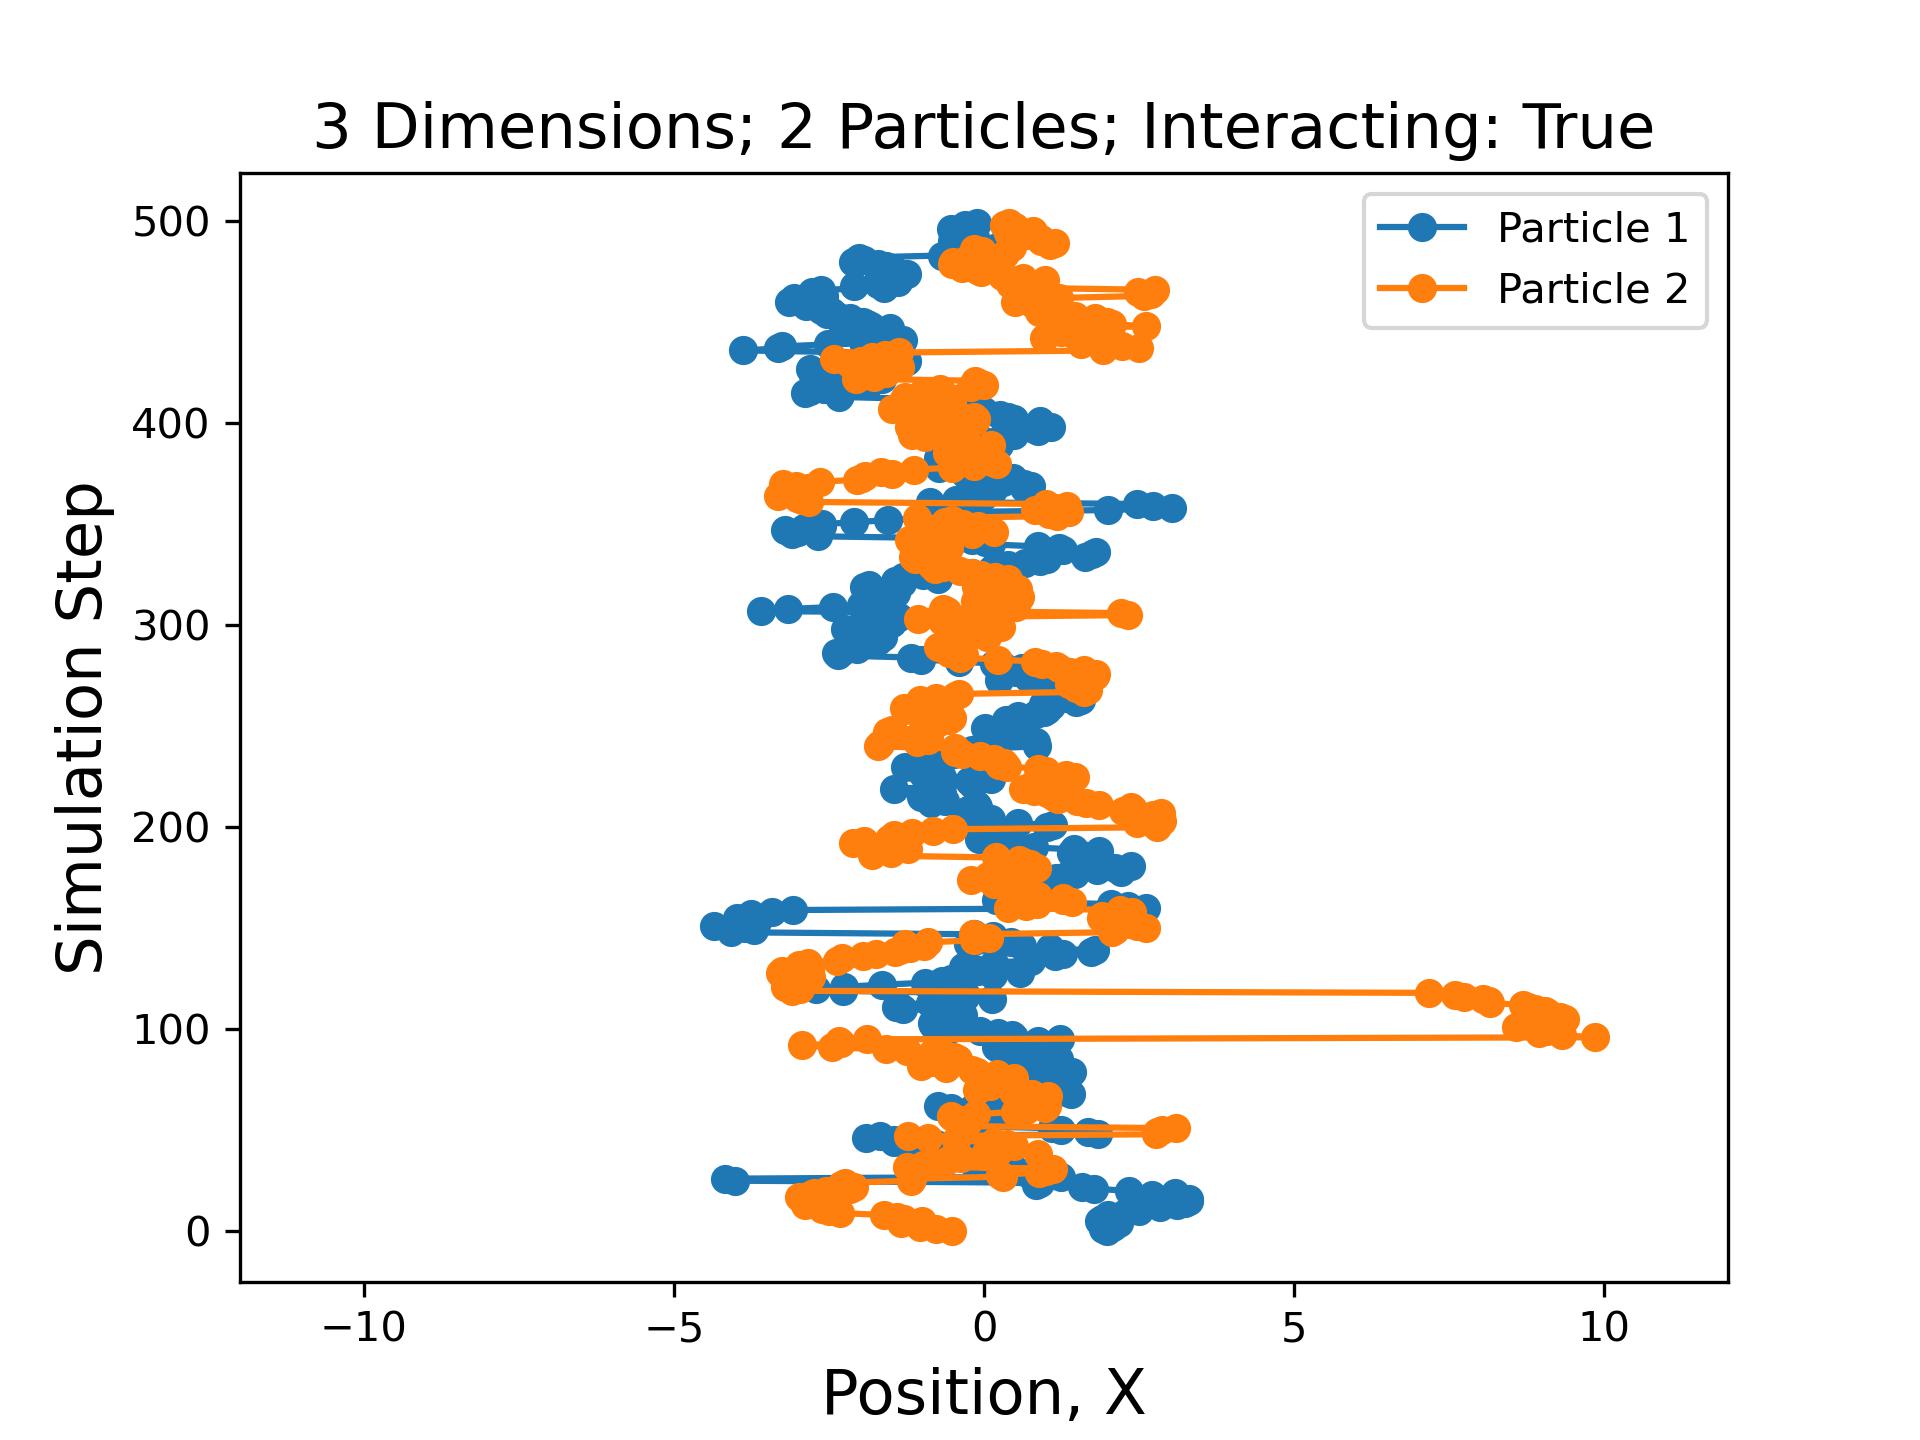 3 Dimensions; 2 Particles; Interacting: True
Particle 1
Particle 2
500
400
300
200
100
0
Simulation Step
−10
−5
0
5
10
Position, X